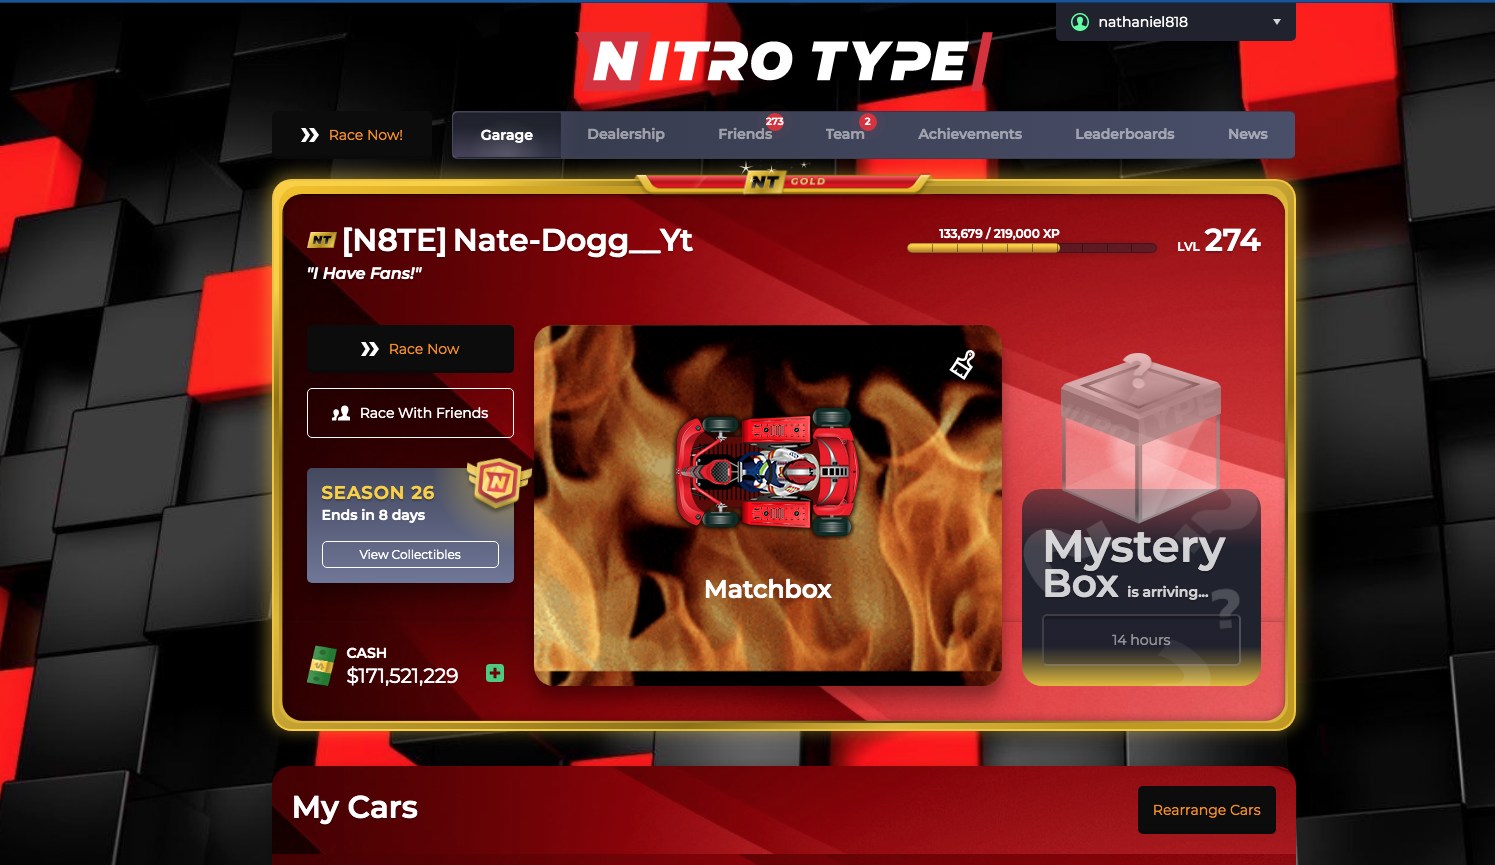 nathaniel818
NITRO TYPE
Race Now!
Garage
Dealership
Friends
273
Team
2
Achievements
Leaderboards
News
NT GOLD
NT [N8TE] Nate-Dogg__Yt
"I Have Fans!"
133,679 / 219,000 XP
LVL 274
Race Now
Race With Friends
SEASON 26
N
Ends in 8 days
View Collectibles
CASH
$171,521,229
Matchbox
?
Mystery
Box is arriving...
?
14 hours
My Cars
Rearrange Cars